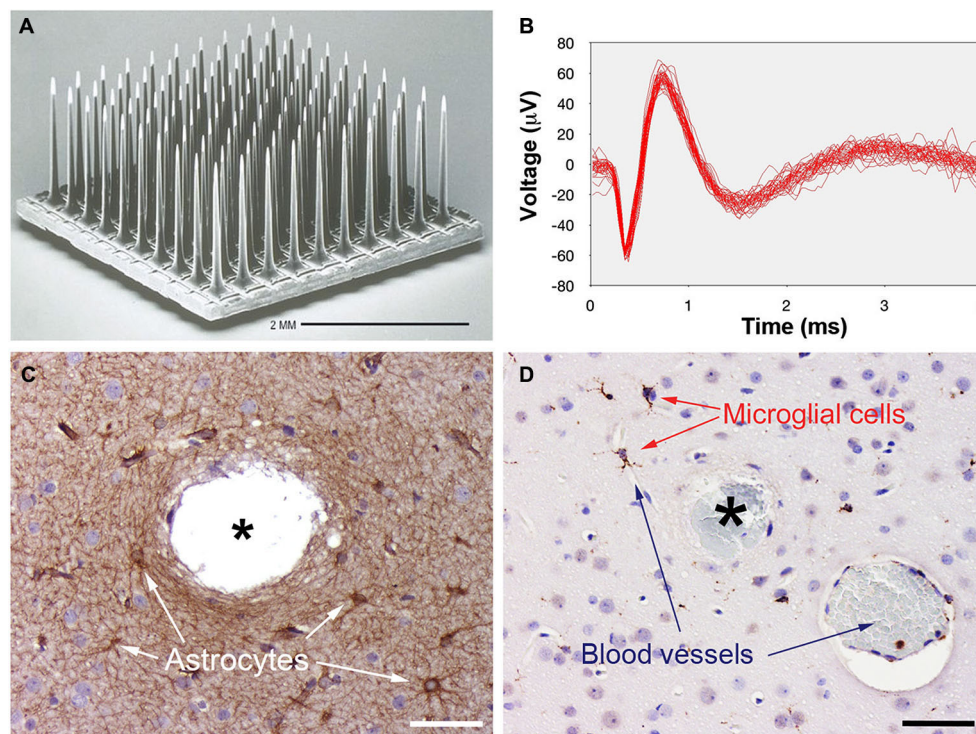 A
2 MM
B
80
60
40
20
0
-20
-40
-60
-80
Voltage (µV)
0
1
2
3
Time (ms)
C
*
Astrocytes
D
Microglial cells
*
Blood vessels